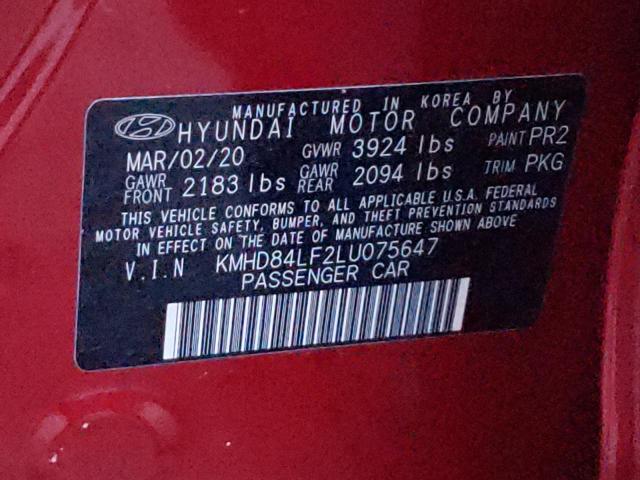 MANUFACTURED IN KOREA BY
HYUNDAI MOTOR COMPANY
MAR/02/20 GVWR 3924 lbs PAINT PR2
GAWR FRONT 2183 lbs GAWR REAR 2094 lbs TRIM PKG
THIS VEHICLE CONFORMS TO ALL APPLICABLE U.S.A. FEDERAL
MOTOR VEHICLE SAFETY, BUMPER, AND THEFT PREVENTION STANDARDS
IN EFFECT ON THE DATE OF MANUFACTURE SHOWN ABOVE.
V.I.N KMHD84LF2LU075647
PASSENGER CAR